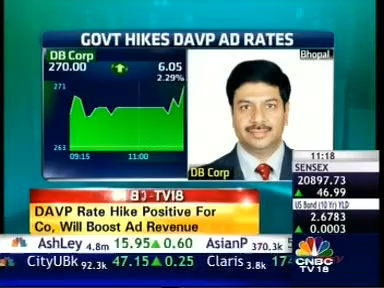 GOVT HIKES DAVP AD RATES
DB Corp
270.00 6.05
2.29%
271
263
09:15 11:00
Bhopal
DB Corp
TV18
DAVP Rate Hike Positive For
Co, Will Boost Ad Revenue
11:18
SENSEX
20897.73
46.99
US Bond (10 Yr) YLD
2.6783
0.0003
AshLey 4.8m 15.95 0.60 AsianP 370.3k
CityUBk 92.3k 47.15 0.25 Claris 3.8k
CNBC
TV18